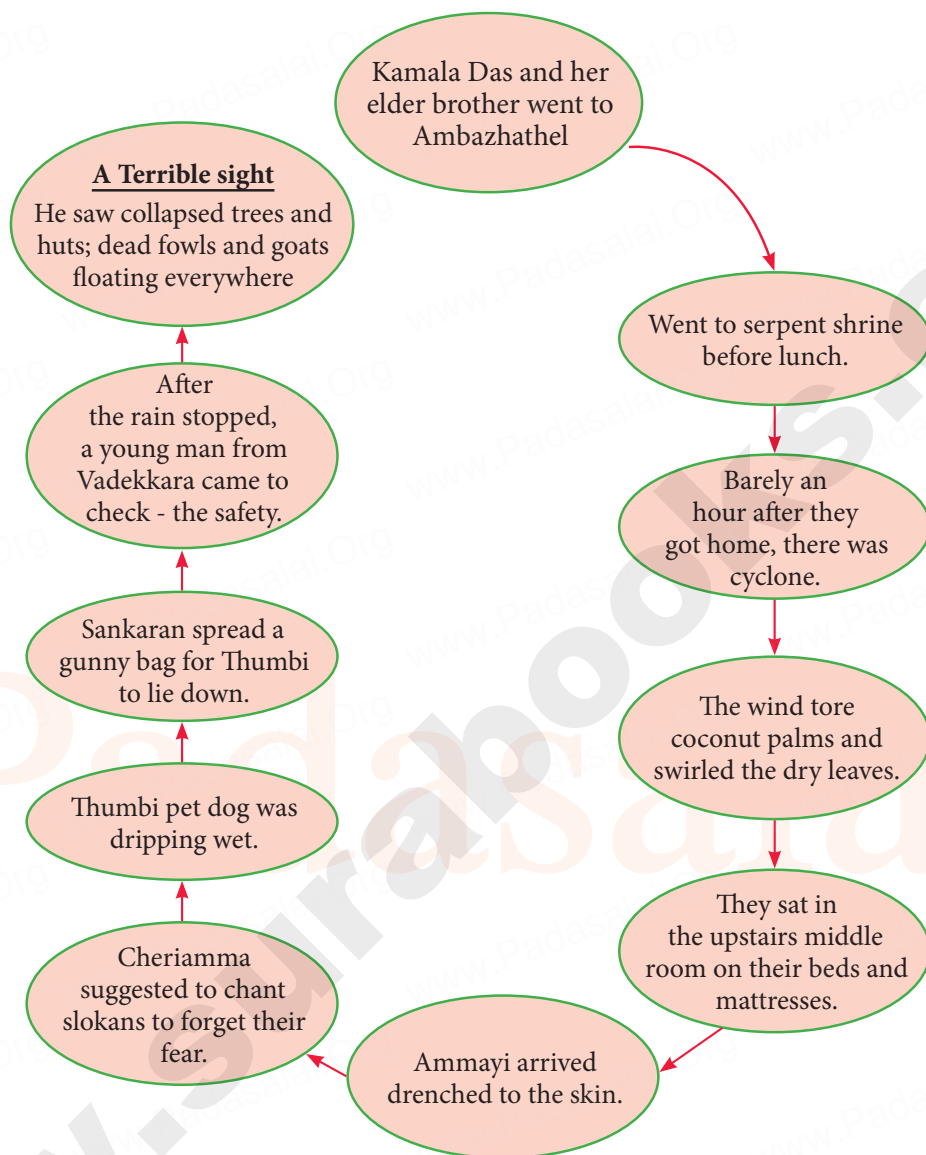 Kamala Das and her
elder brother went to
Ambazhathel
Went to serpent shrine
before lunch.
Barely an
hour after they
got home, there was
cyclone.
The wind tore
coconut palms and
swirled the dry leaves.
They sat in
the upstairs middle
room on their beds and
mattresses.
Ammayi arrived
drenched to the skin.
Cheriamma
suggested to chant
slokans to forget their
fear.
Thumbi pet dog was
dripping wet.
Sankaran spread a
gunny bag for Thumbi
to lie down.
After
the rain stopped,
a young man from
Vadekkara came to
check - the safety.
A Terrible sight
He saw collapsed trees and
huts; dead fowls and goats
floating everywhere